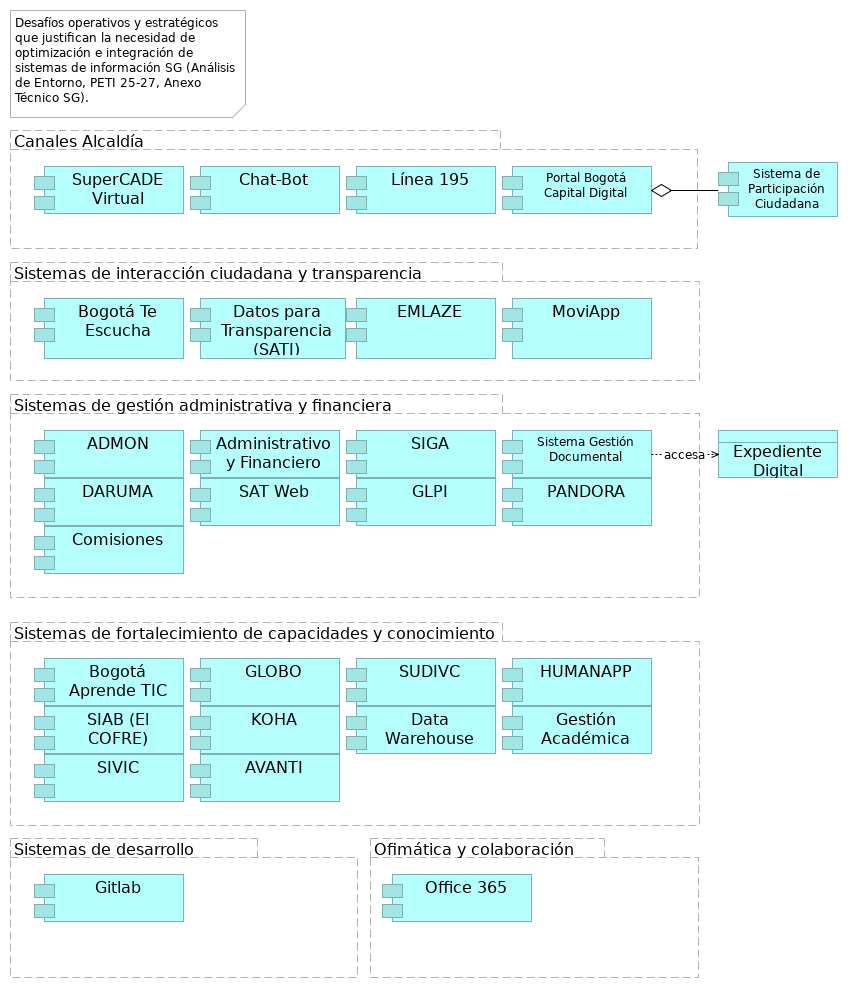 Desafíos operativos y estratégicos
que justifican la necesidad de
optimización e integración de
sistemas de información SG (Análisis
de Entorno, PETI 25-27, Anexo
Técnico SG).
Canales Alcaldía
SuperCADE
Virtual
Chat-Bot
Línea 195
Portal Bogotá
Capital Digital
Sistema de
Participación
Ciudadana
Sistemas de interacción ciudadana y transparencia
Bogotá Te
Escucha
Datos para
Transparencia
(SATI)
EMLAZE
MoviApp
Sistemas de gestión administrativa y financiera
ADMON
Administrativo
y Financiero
SIGA
Sistema Gestión
Documental
accesa
Expediente
Digital
DARUMA
SAT Web
GLPI
PANDORA
Comisiones
Sistemas de fortalecimiento de capacidades y conocimiento
Bogotá
Aprende TIC
GLOBO
SUDIVC
HUMANAPP
SIAB (El
COFRE)
KOHA
Data
Warehouse
Gestión
Académica
SIVIC
AVANTI
Sistemas de desarrollo
Gitlab
Ofimática y colaboración
Office 365